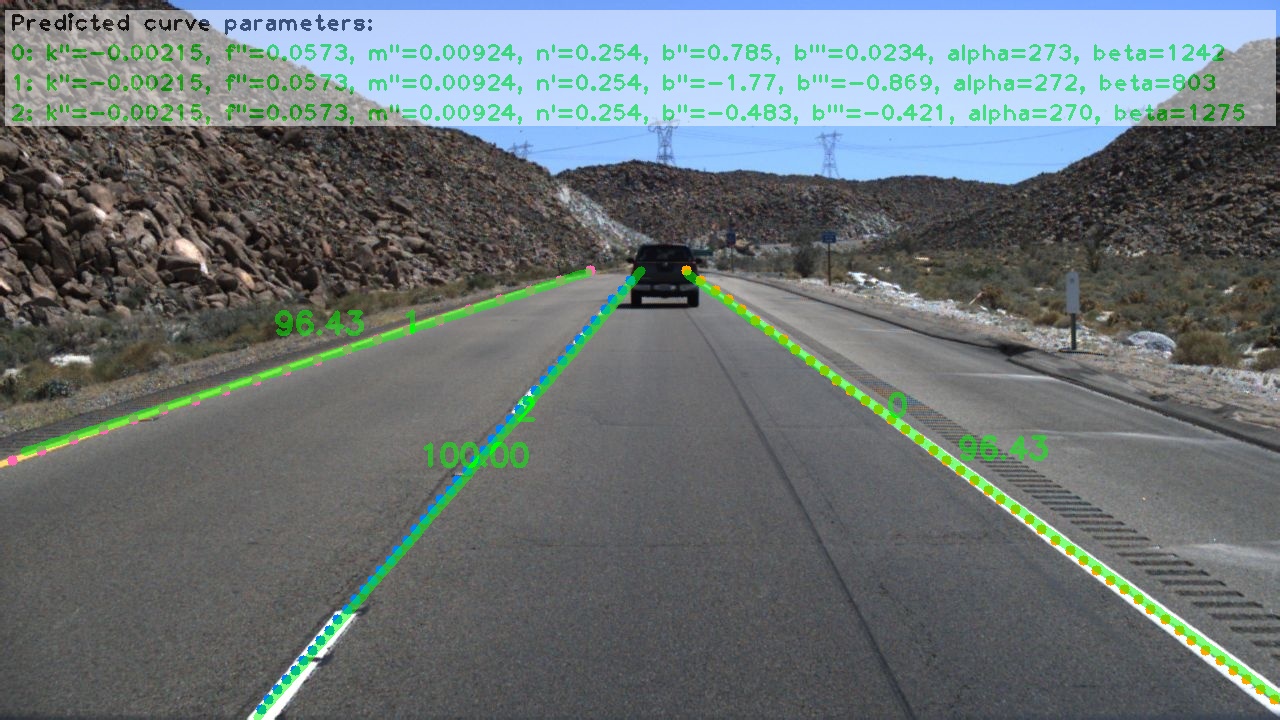 Predicted curve parameters:
0: k''=-0.00215, f''=0.0573, m''=0.00924, n'=0.254, b''=0.785, b'''=0.0234, alpha=273, beta=1242
1: k''=-0.00215, f''=0.0573, m''=0.00924, n'=0.254, b''=-1.77, b'''=-0.869, alpha=272, beta=803
2: k''=-0.00215, f''=0.0573, m''=0.00924, n'=0.254, b''=-0.483, b'''=-0.421, alpha=270, beta=1275
96.43 1
2
0
100.00
96.43